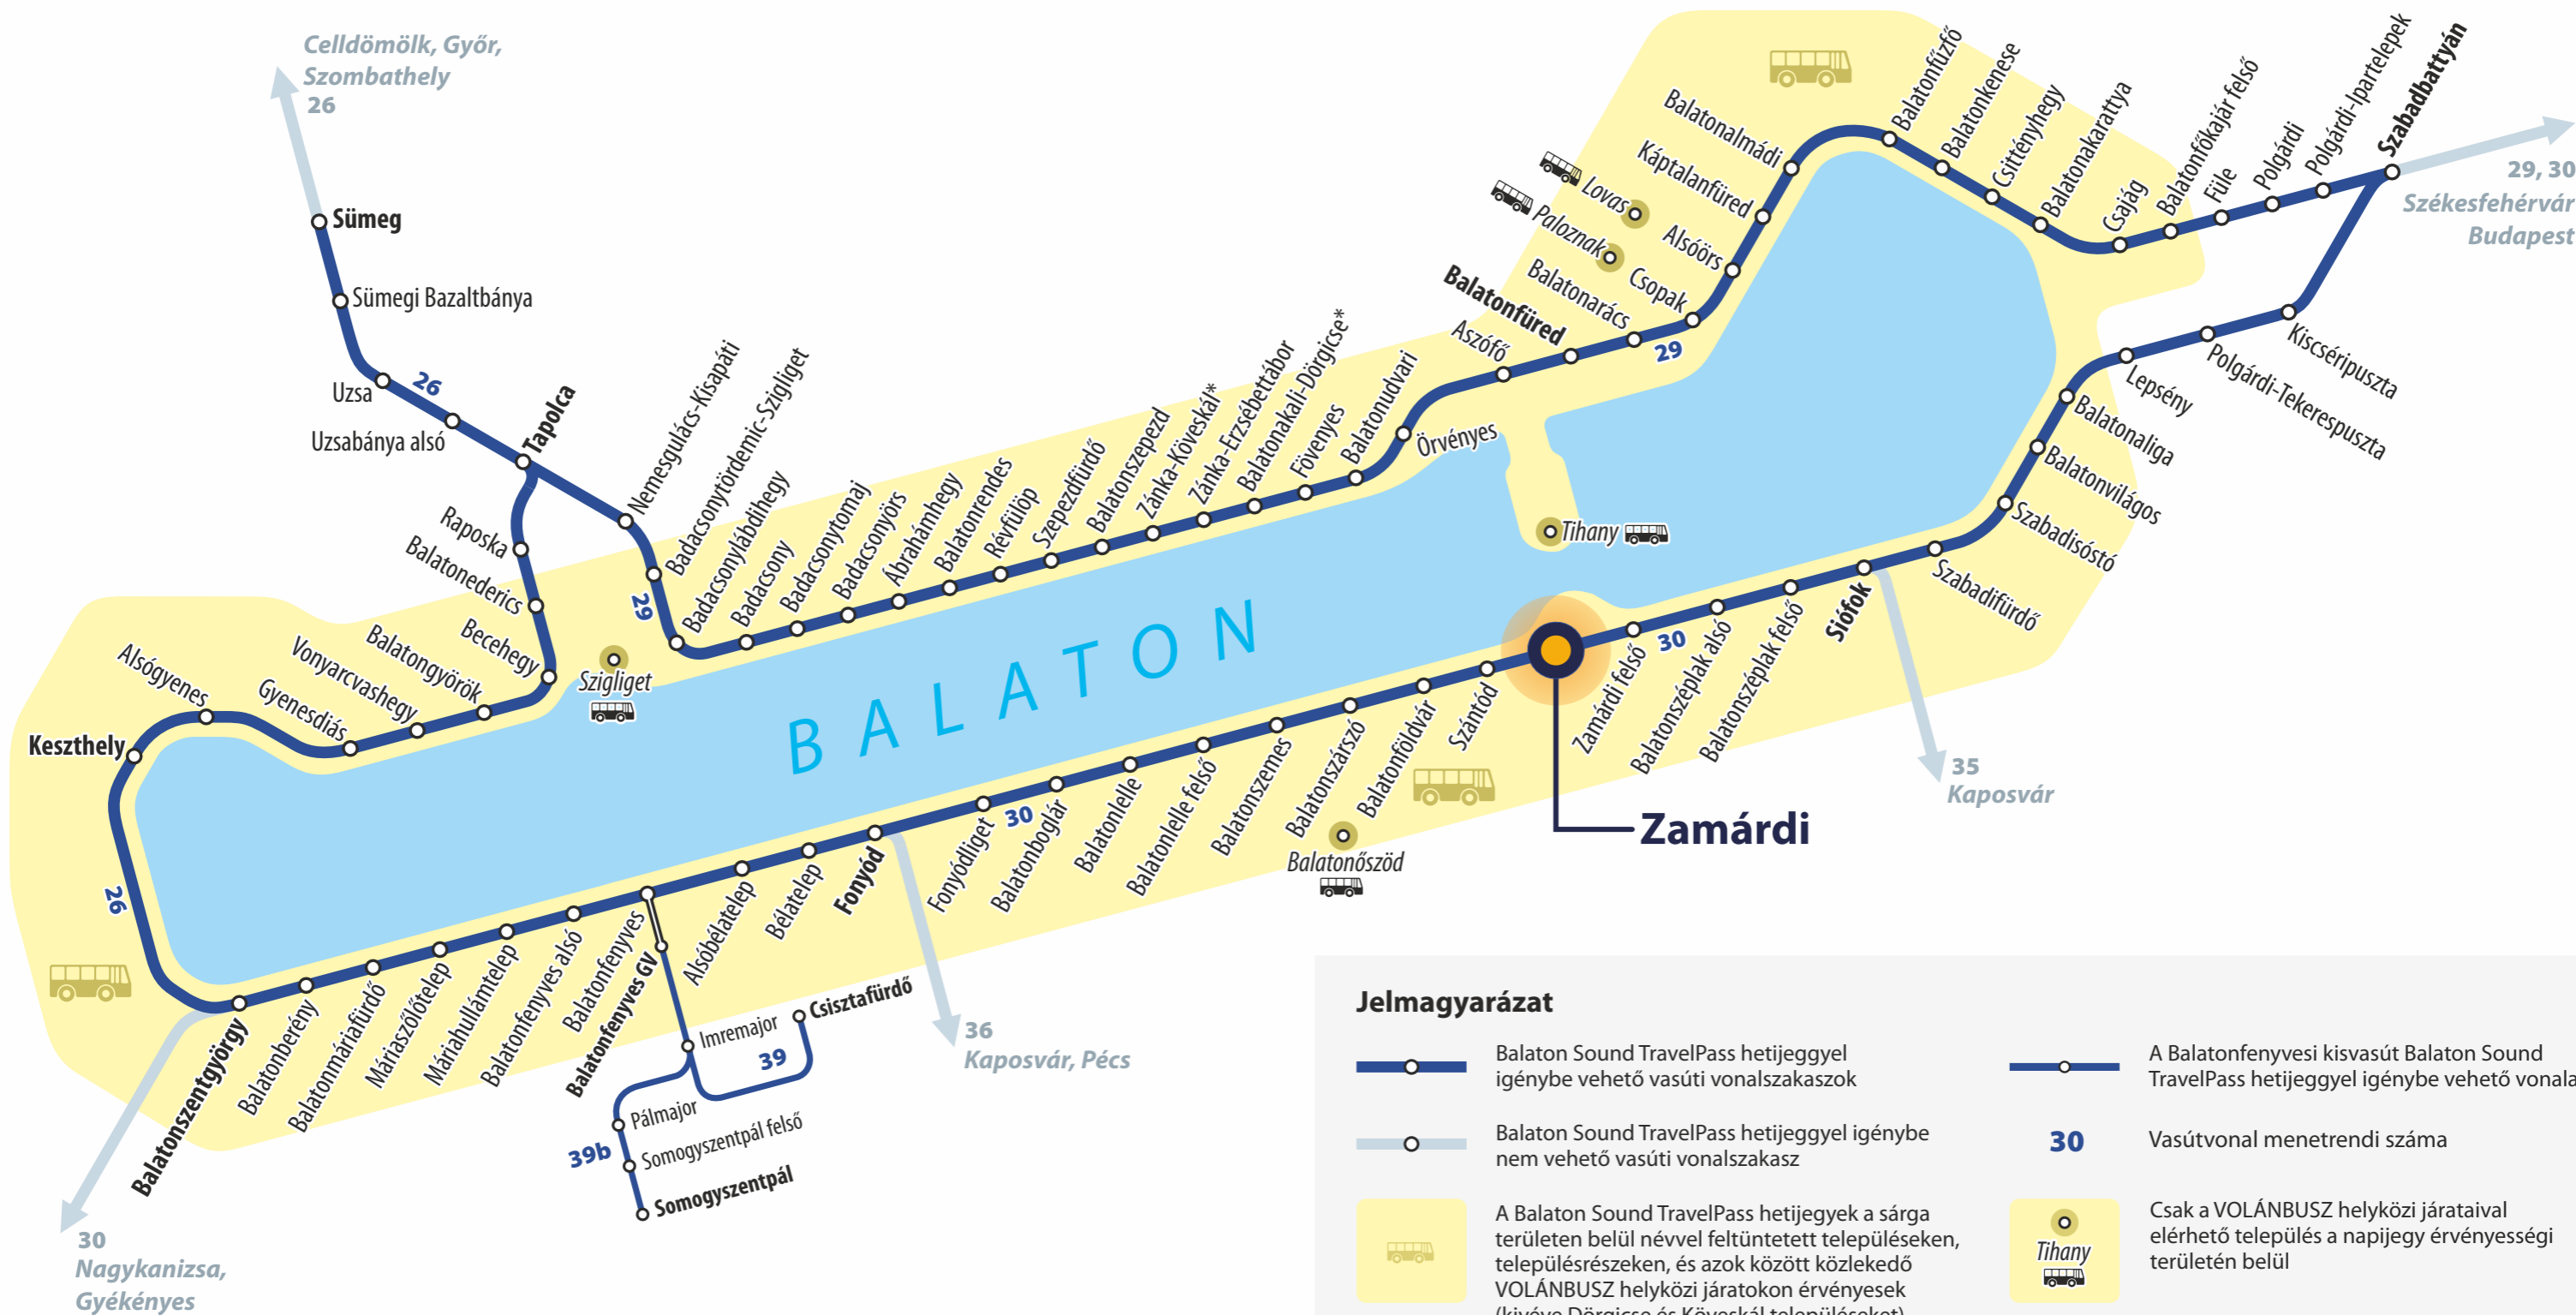 Celldömölk, Győr,
Szombathely
26
Sümeg
Sümegi Bazaltbánya
Uzsa
26
Uzsabánya alsó
Tapolca
Raposka
Balatonederics
Becehegy
Balatongyörök
Vonyarcvashegy
Gyenesdiás
Alsógyenes
Keszthely
26
Nemesgulács-Kisapáti
Badacsonytördemic-Szigliget
29
Badacsonylábdihegy
Badacsony
Badacsonytomaj
Badacsonyörs
Ábrahámhegy
Balatonrendes
Révfülöp
Szepezdfürdő
Balatonszepezd
Zánka-Köveskál*
Zánka-Erzsébettábor
Balatonakali-Dörgicse*
Fövenyes
Balatonudvari
Örvényes
Aszófő
Balatonfüred
Balatonarács
29
Csopak
Alsóörs
Paloznak
Lovas
Káptalanfüred
Balatonalmádi
Balatonfűzfő
Balatonkenese
Csittényhegy
Balatonakarattya
Csajág
Balatonfőkajár felső
Füle
Polgárdi
Polgárdi-Ipartelepek
Szabadbattyán
29, 30
Székesfehérvár
Budapest
Kiscséripuszta
Polgárdi-Tekerespuszta
Lepsény
Balatonaliga
Balatonvilágos
Szabadisóstó
Szabadifürdő
Siófok
35
Kaposvár
Balatonszéplak felső
Balatonszéplak alsó
30
Zamárdi felső
Zamárdi
Szántód
Balatonföldvár
Balatonszárszó
Balatonőszöd
Balatonszemes
Balatonlelle felső
Balatonlelle
Balatonboglár
30
Fonyódliget
Fonyód
36
Kaposvár, Pécs
Bélatelep
Alsóbélatelep
Balatonfenyves
Balatonfenyves GV
Imremajor
39
Csisztafürdő
Pálmajor
39b
Somogyszentpál felső
Somogyszentpál
Balatonfenyves alsó
Máriahullámtelep
Máriaszőlőtelep
Balatonmáriafürdő
Balatonberény
Balatonszentgyörgy
30
Nagykanizsa,
Gyékényes
Szigliget
Tihany
BALATON
Jelmagyarázat
Balaton Sound TravelPass hetijeggyel
igénybe vehető vasúti vonalszakaszok
Balaton Sound TravelPass hetijeggyel igénybe
nem vehető vasúti vonalszakasz
A Balaton Sound TravelPass hetijegyek a sárga
területen belül névvel feltüntetett településeken,
településrészeken, és azok között közlekedő
VOLÁNBUSZ helyközi járatokon érvényesek
(kivéve Dörgicse és Köveskál településeket)
A Balatonfenyvesi kisvasút Balaton Sound
TravelPass hetijeggyel igénybe vehető vonala
30
Vasútvonal menetrendi száma
Tihany
Csak a VOLÁNBUSZ helyközi járataival
elérhető település a napijegy érvényességi
területén belül